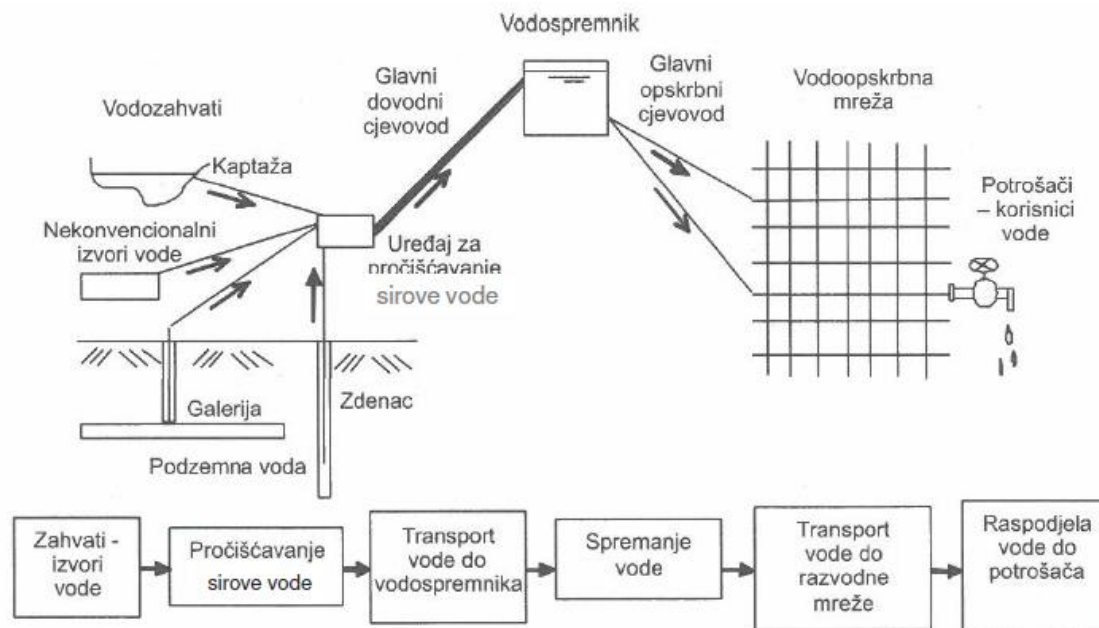 Vodospremnik
Glavni
dovodni
cjevovod
Glavni
opskrbni
cjevovod
Vodoopskrbna
mreža
Vodozahvati
Kaptaža
Potrošači
– korisnici
vode
Nekonvencionalni
izvori vode
Uređaj za
pročišćavanje
sirove vode
Galerija
Zdenac
Podzemna voda
Zahvati -
izvori
vode
Pročišćavanje
sirove vode
Transport
vode do
vodospremnika
Spremanje
vode
Transport
vode do
razvodne
mreže
Raspodjela
vode do
potrošača